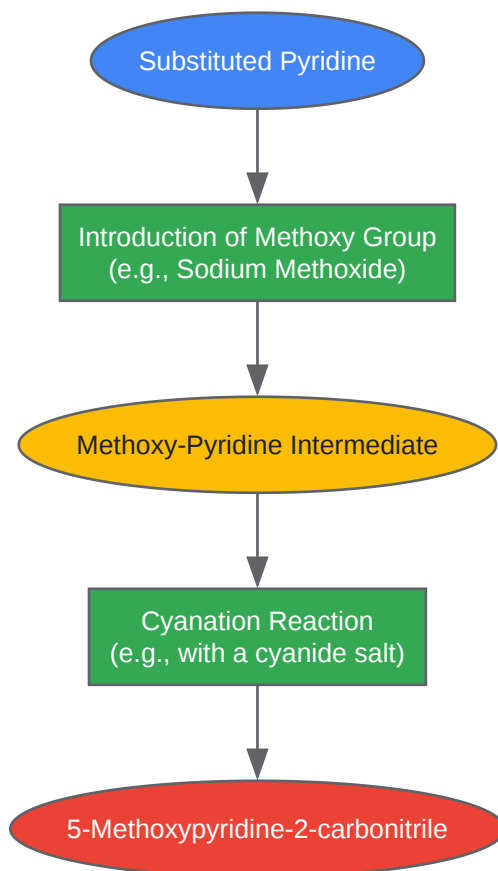 Substituted Pyridine
Introduction of Methoxy Group
(e.g., Sodium Methoxide)
Methoxy-Pyridine Intermediate
Cyanation Reaction
(e.g., with a cyanide salt)
5-Methoxypyridine-2-carbonitrile